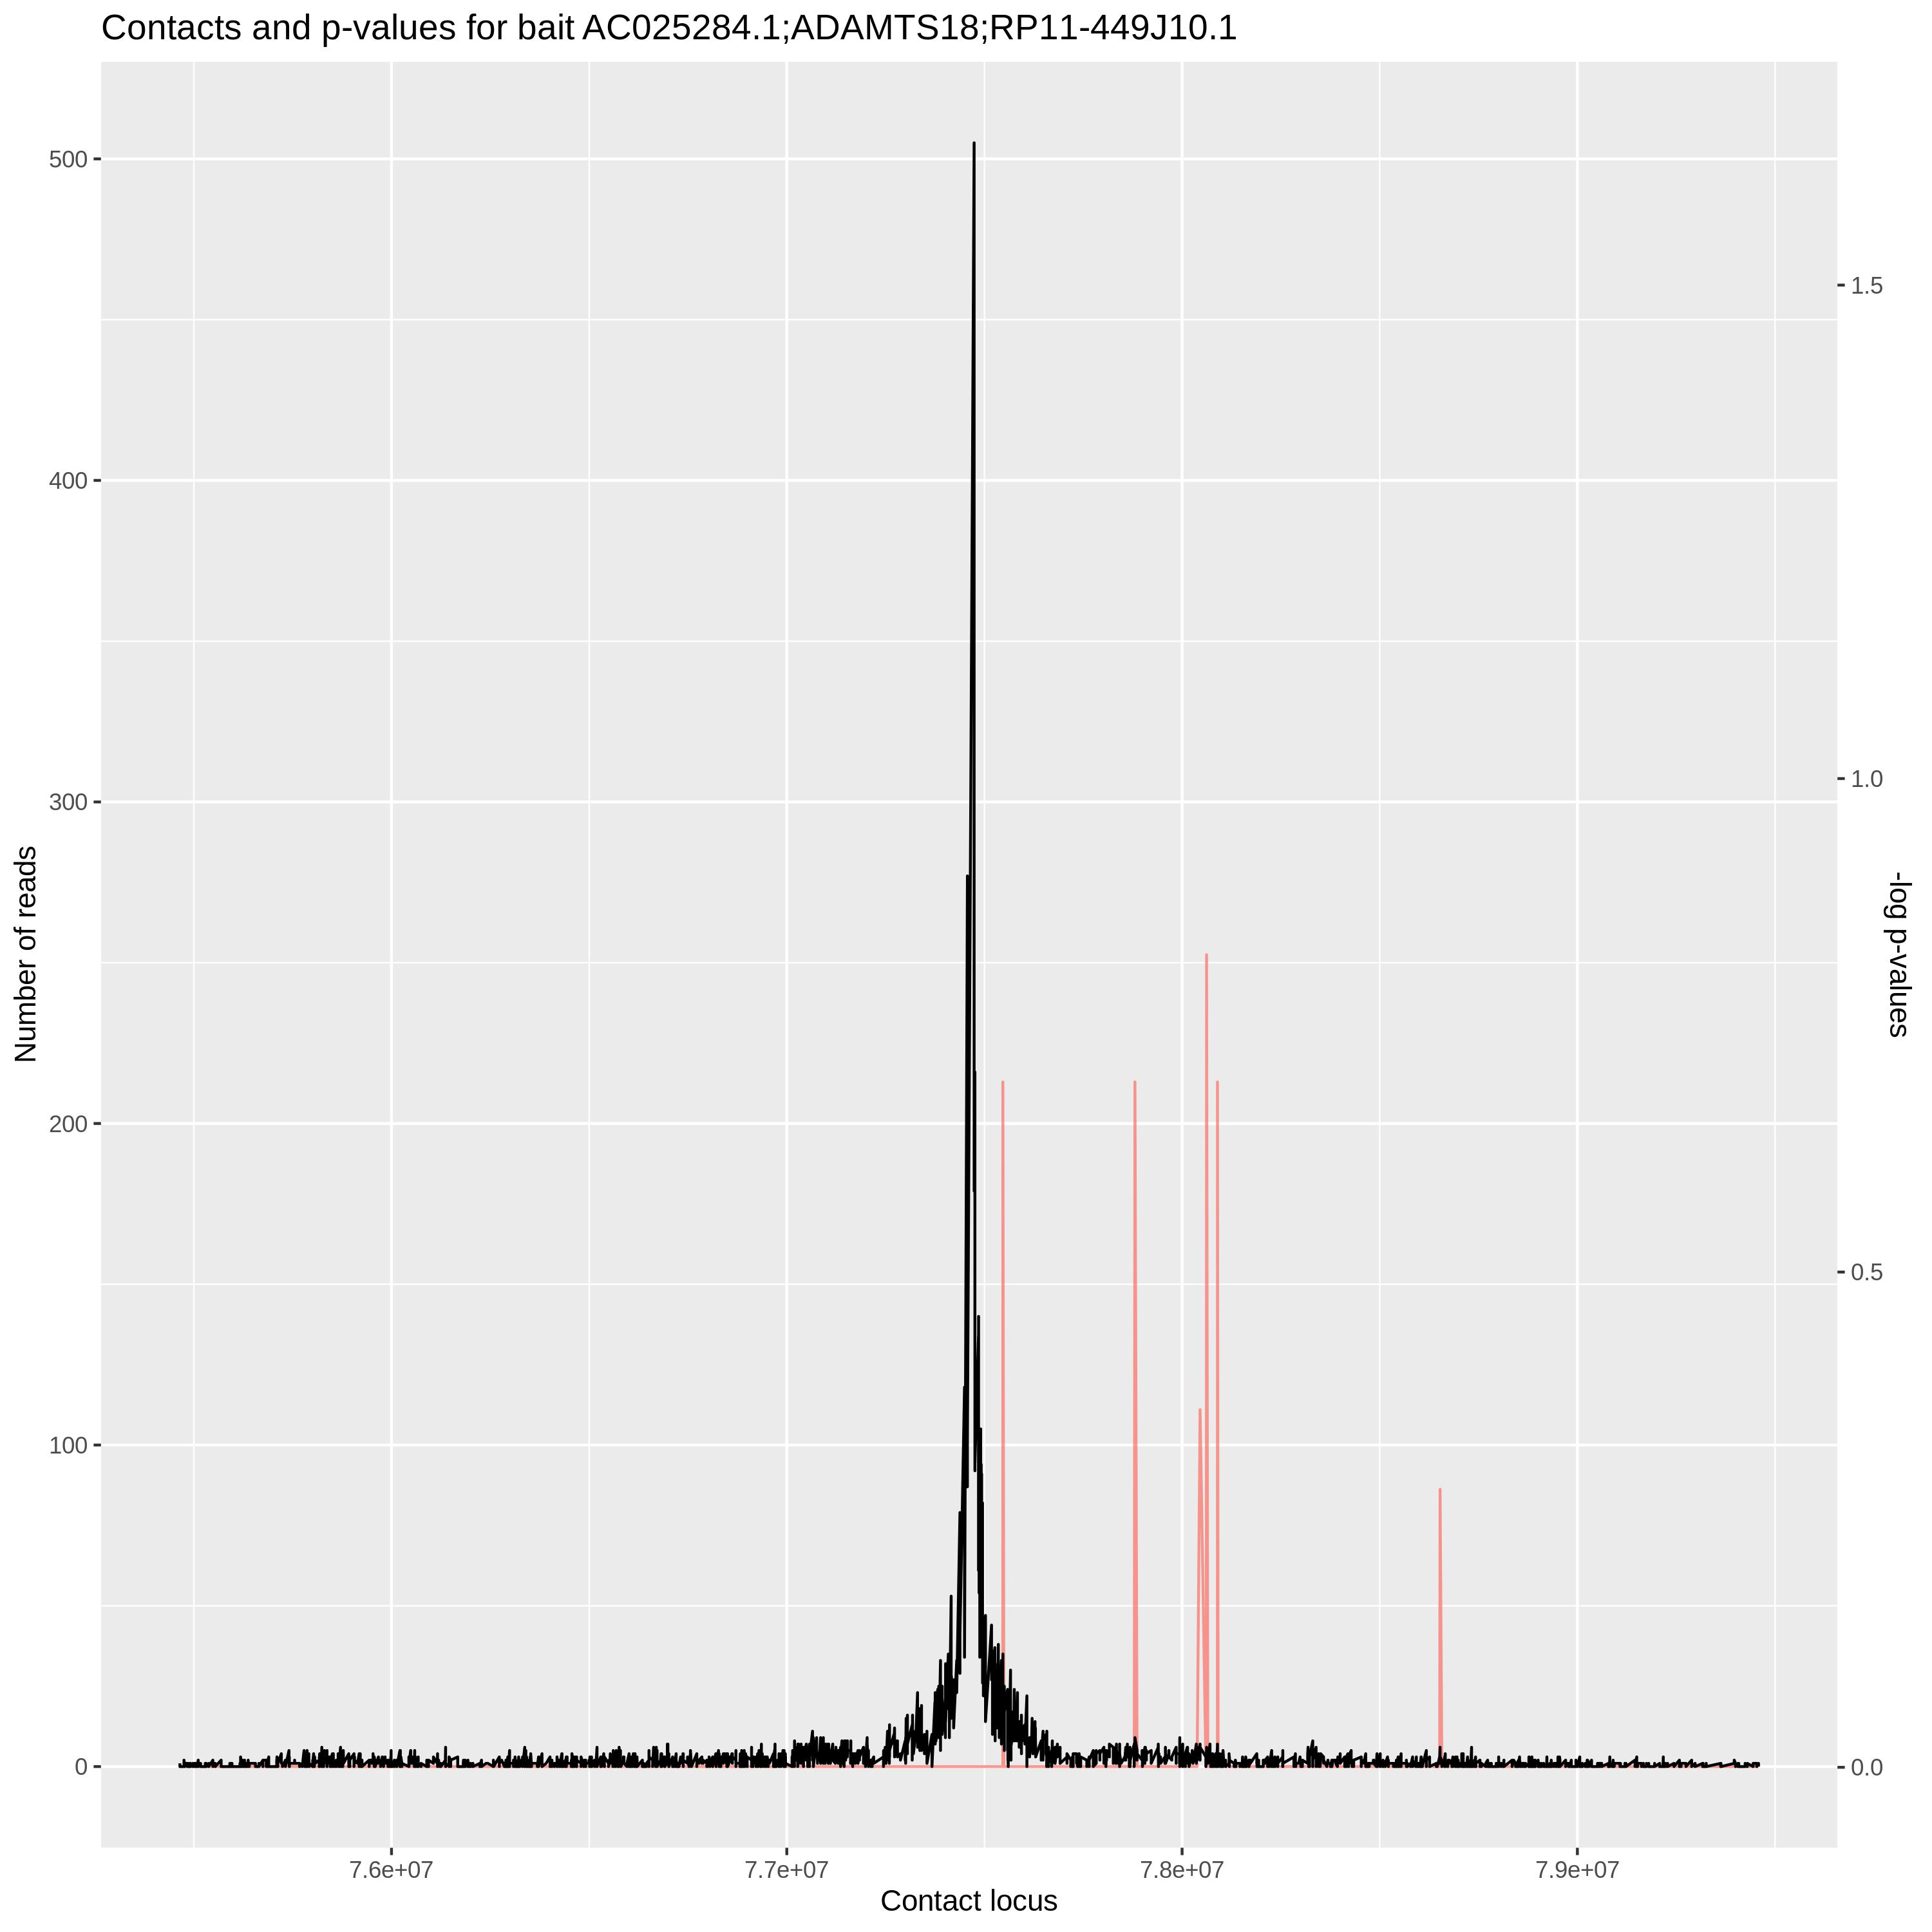 Contacts and p-values for bait AC025284.1;ADAMTS18;RP11-449J10.1
500
400
300
200
100
0
Number of reads
1.5
1.0
0.5
0.0
-log p-values
7.6e+07
7.7e+07
7.8e+07
7.9e+07
Contact locus